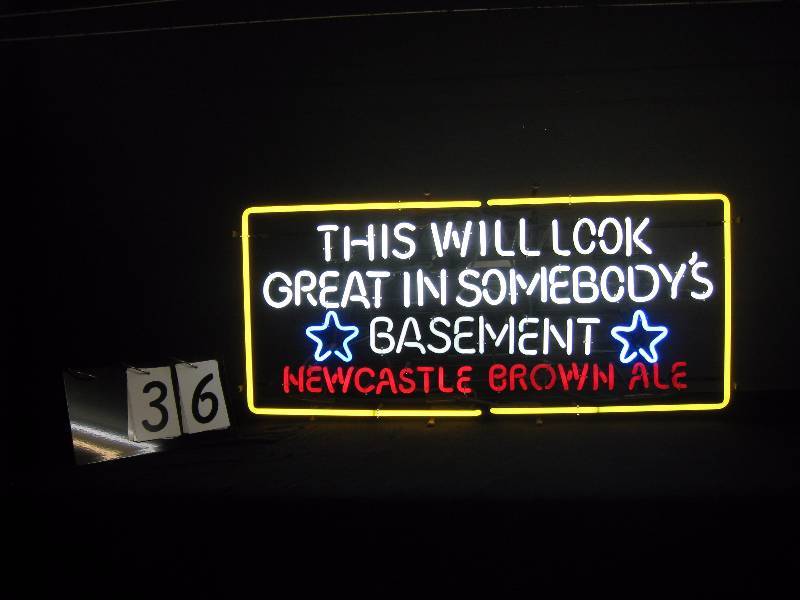 THIS WILL LOOK
GREAT IN SOMEBODY'S
BASEMENT
NEWCASTLE BROWN ALE
36